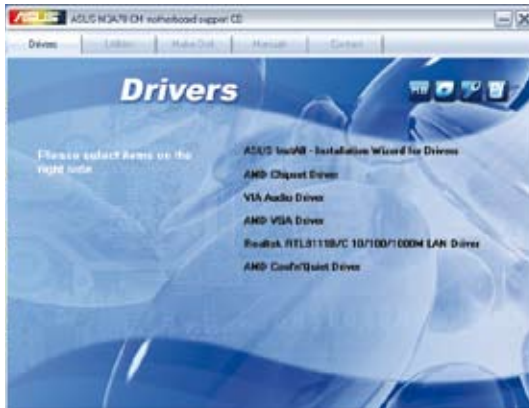 ASUS
ASUS M3A78-CM motherboard support CD
Drivers
Utilities
Make Disk
Manuals
Contact
Drivers
Please select items on the
right side
ASUS InstAll - Installation Wizard for Drivers
AMD Chipset Driver
VIA Audio Driver
AMD VGA Driver
Realtek RTL8111B/C 10/100/1000M LAN Driver
AMD Cool'n'Quiet Driver